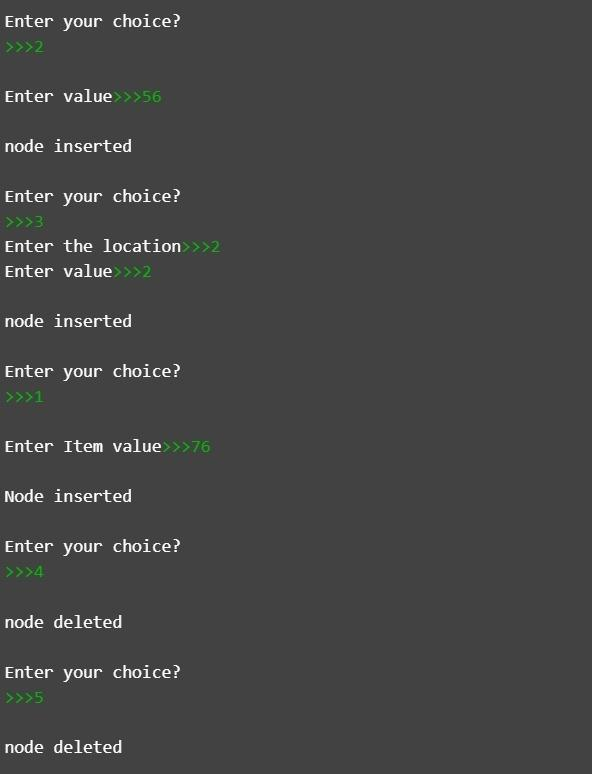 Enter your choice?
>>>2
Enter value>>>56
node inserted
Enter your choice?
>>>3
Enter the location>>>2
Enter value>>>2
node inserted
Enter your choice?
>>>1
Enter Item value>>>76
Node inserted
Enter your choice?
>>>4
node deleted
Enter your choice?
>>>5
node deleted